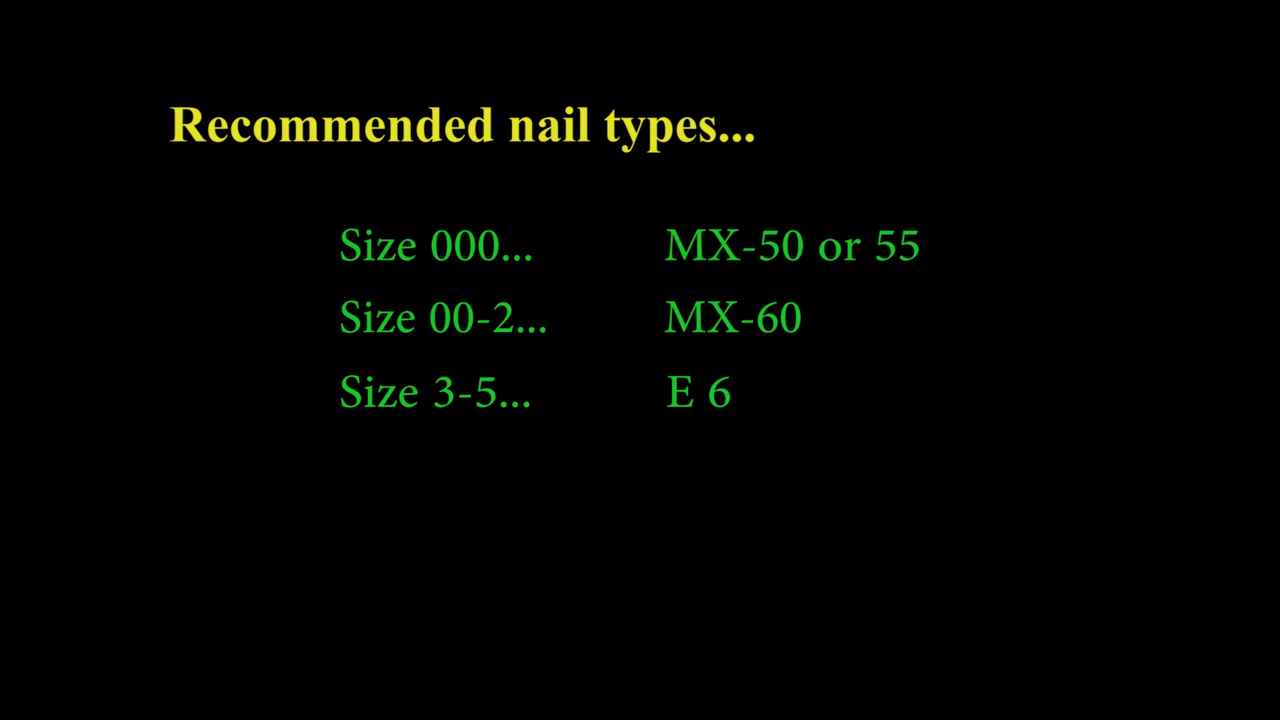 Recommended nail types...
Size 000... MX-50 or 55
Size 00-2... MX-60
Size 3-5... E 6